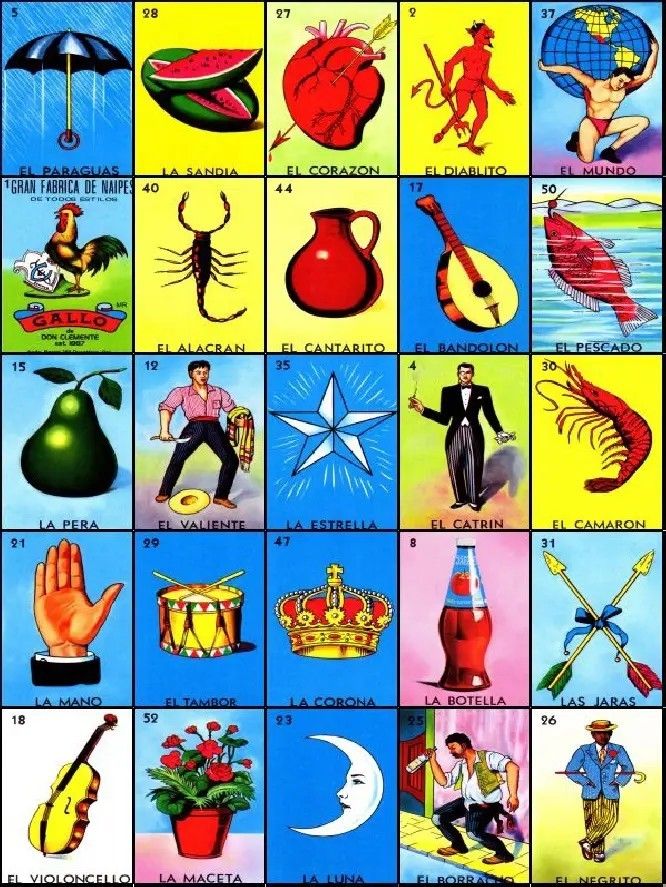 5
EL PARAGUAS
28
LA SANDIA
27
EL CORAZON
2
EL DIABLITO
37
EL MUNDO
1
GRAN FABRICA DE NAIPES
DE TODOS ESTILOS
GALLO
MR
de
DON CLEMENTE
40
EL ALACRAN
44
EL CANTARITO
17
EL BANDOLON
50
EL PESCADO
15
LA PERA
12
EL VALIENTE
35
LA ESTRELLA
4
EL CATRIN
30
EL CAMARON
21
LA MANO
29
EL TAMBOR
47
LA CORONA
8
LA BOTELLA
31
LAS JARAS
18
EL VIOLONCELLO
52
LA MACETA
23
LA LUNA
25
EL BORRACHO
26
EL NEGRITO